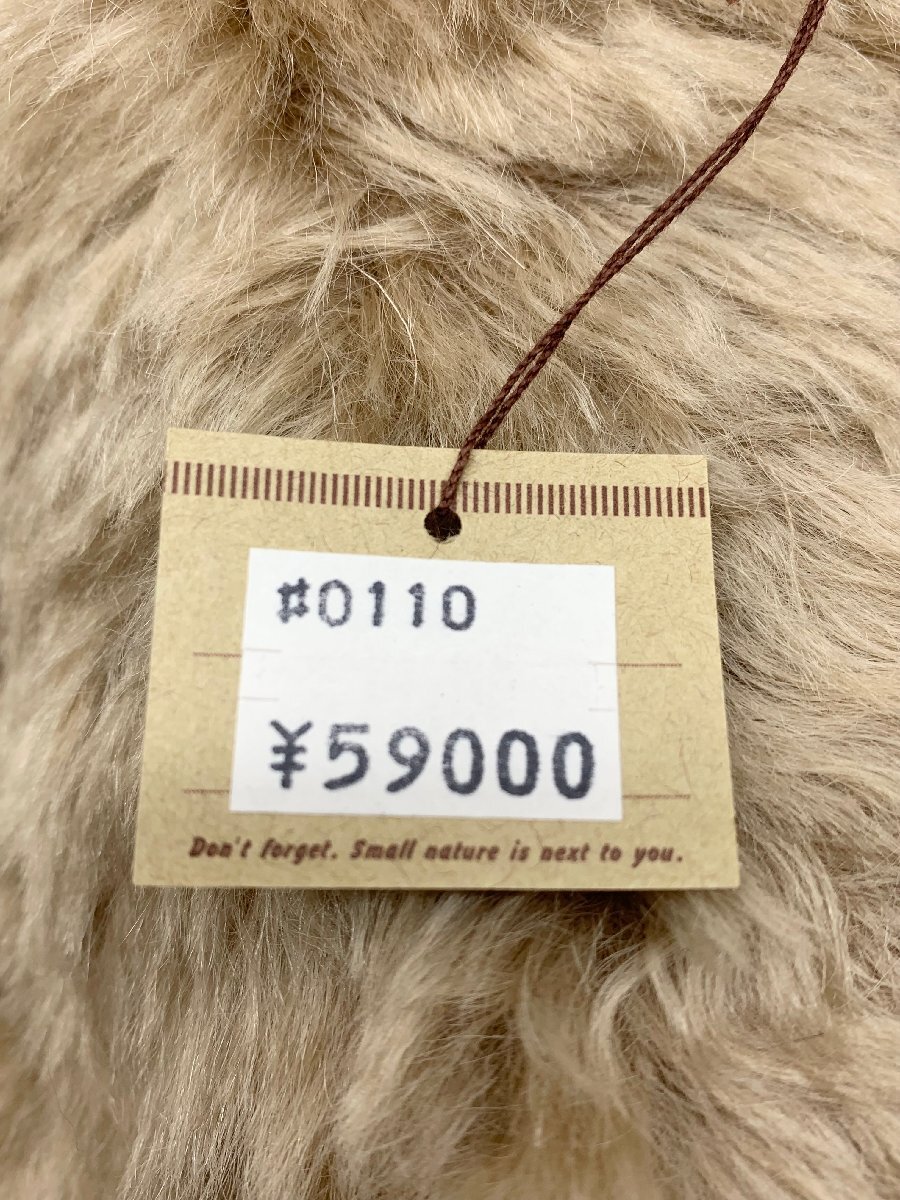 #0110
¥59000
Don't forget. Small nature is next to you.